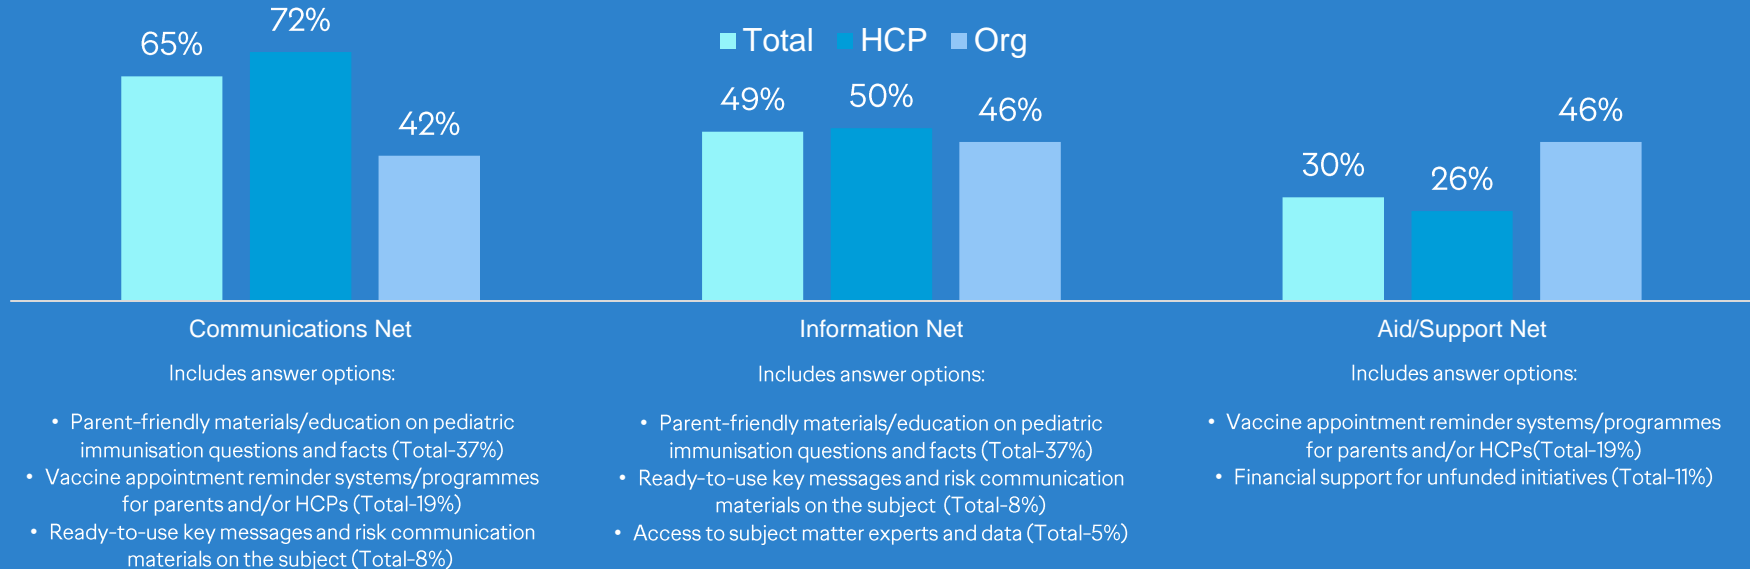 65%
72%
42%
Total HCP Org
49%
50%
46%
30%
26%
46%
Communications Net
Includes answer options:
• Parent-friendly materials/education on pediatric
immunisation questions and facts (Total-37%)
• Vaccine appointment reminder systems/programmes
for parents and/or HCPs (Total-19%)
• Ready-to-use key messages and risk communication
materials on the subject (Total-8%)
Information Net
Includes answer options:
• Parent-friendly materials/education on pediatric
immunisation questions and facts (Total-37%)
• Ready-to-use key messages and risk communication
materials on the subject (Total-8%)
• Access to subject matter experts and data (Total-5%)
Aid/Support Net
Includes answer options:
• Vaccine appointment reminder systems/programmes
for parents and/or HCPs(Total-19%)
• Financial support for unfunded initiatives (Total-11%)